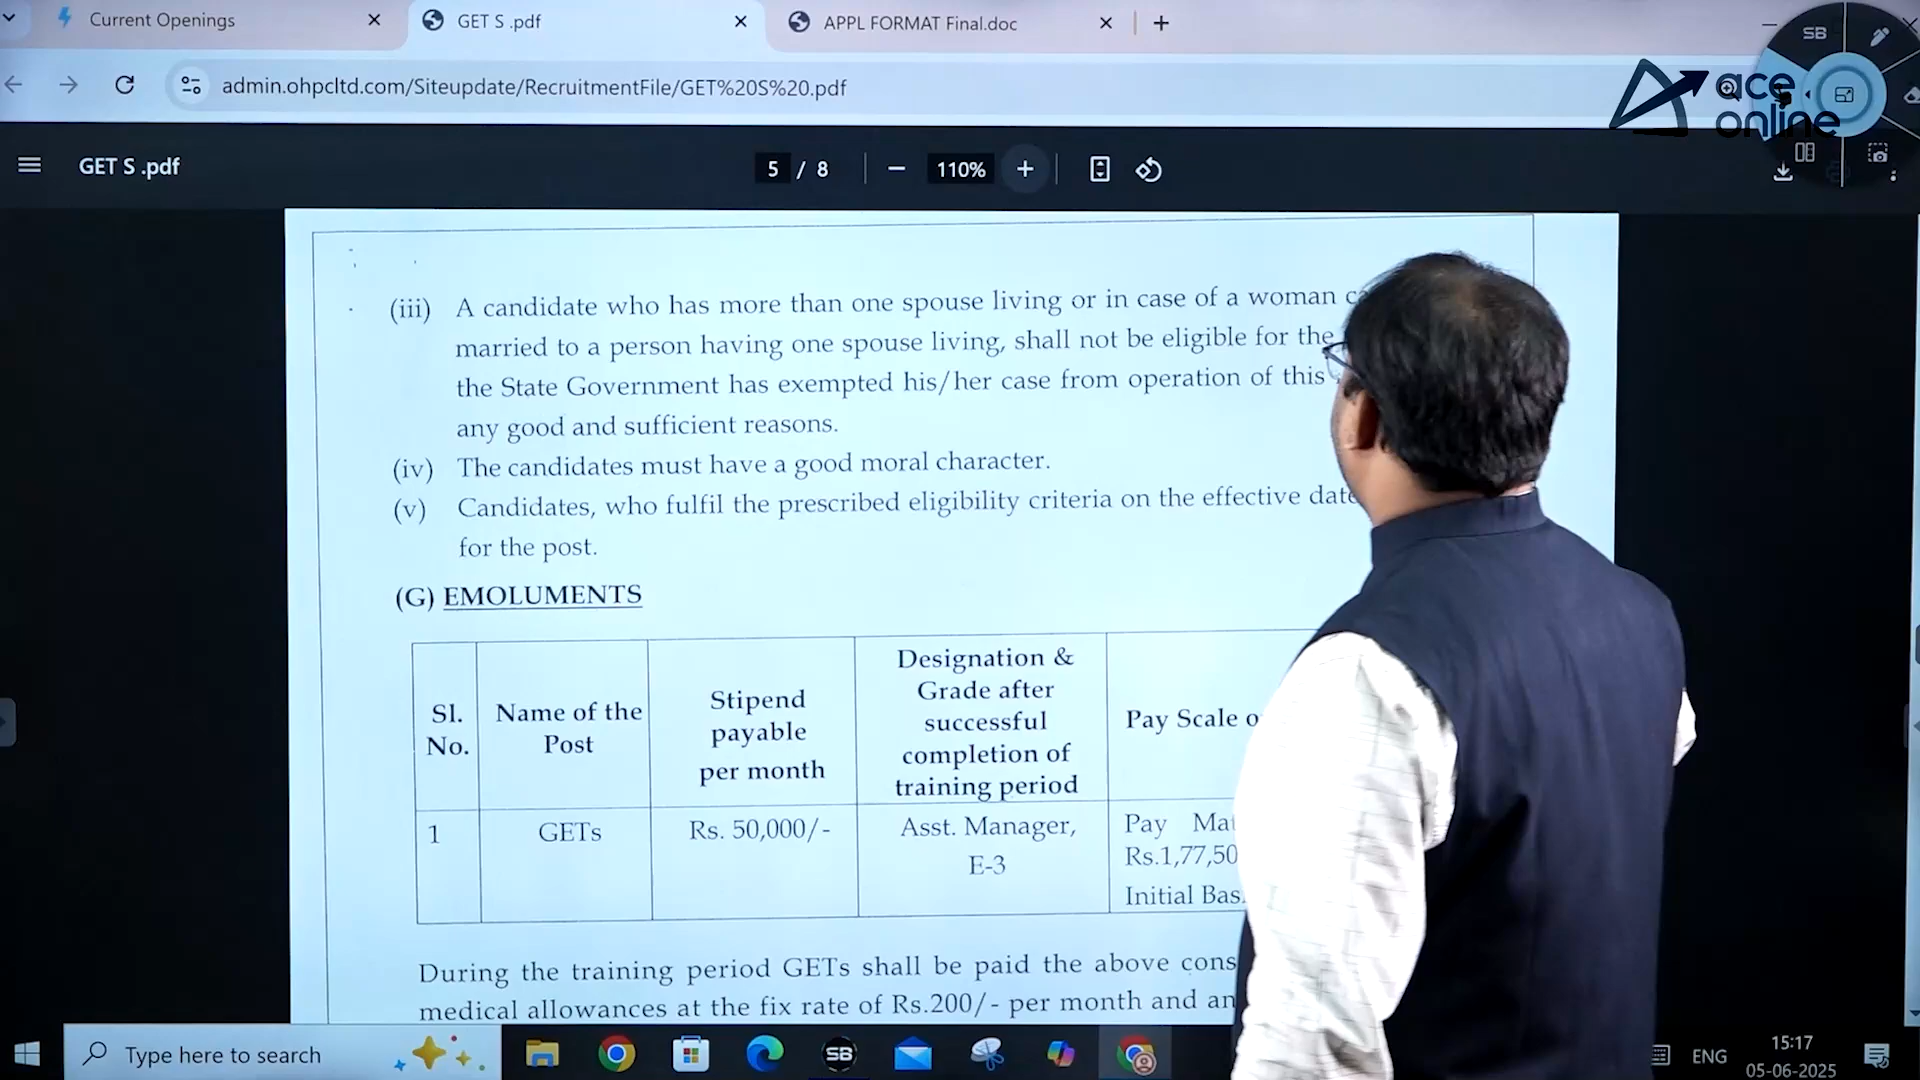 Current Openings
GET S .pdf
APPL FORMAT Final.doc
SB
admin.ohpcltd.com/Siteupdate/RecruitmentFile/GET%20S%20.pdf
ace
online
GET S .pdf
5 / 8
110%
(iii) A candidate who has more than one spouse living or in case of a woman
married to a person having one spouse living, shall not be eligible for the
the State Government has exempted his/her case from operation of this
any good and sufficient reasons.
(iv) The candidates must have a good moral character.
(v) Candidates, who fulfil the prescribed eligibility criteria on the effective date
for the post.
(G) EMOLUMENTS
Sl. No.
Name of the Post
Stipend payable per month
Designation & Grade after successful completion of training period
Pay Scale
1
GETs
Rs. 50,000/-
Asst. Manager,
E-3
Pay
Rs.1,77,50
Initial
During the training period GETs shall be paid the above
medical allowances at the fix rate of Rs.200/- per month and
Type here to search
SB
ENG
15:17
05-06-2025